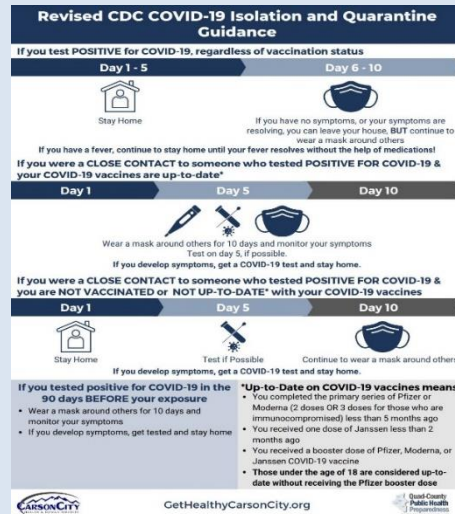 Revised CDC COVID-19 Isolation and Quarantine
Guidance
If you test POSITIVE for COVID-19, regardless of vaccination status
Day 1 - 5
Day 6 - 10
Stay Home
If you have no symptoms, or your symptoms are
resolving, you can leave your house, BUT continue to
wear a mask around others
If you have a fever, continue to stay home until your fever resolves without the help of medications!
If you were a CLOSE CONTACT to someone who tested POSITIVE FOR COVID-19 &
your COVID-19 vaccines are up-to-date*
Day 1
Day 5
Day 10
Wear a mask around others for 10 days and monitor your symptoms
Test on day 5, if possible.
If you develop symptoms, get a COVID-19 test and stay home.
If you were a CLOSE CONTACT to someone who tested POSITIVE FOR COVID-19 &
you are NOT VACCINATED or NOT UP-TO-DATE* with your COVID-19 vaccines
Day 1
Day 5
Day 10
Stay Home
Test if Possible
Continue to wear a mask around others
If you develop symptoms, get a COVID-19 test and stay home.
If you tested positive for COVID-19 in the
90 days BEFORE your exposure
• Wear a mask around others for 10 days and
monitor your symptoms
• If you develop symptoms, get tested and stay home
*Up-to-Date on COVID-19 vaccines means
• You completed the primary series of Pfizer or
Moderna (2 doses OR 3 doses for those who are
immunocompromised) less than 5 months ago
• You received one dose of Janssen less than 2
months ago
• You received a booster dose of Pfizer, Moderna, or
Janssen COVID-19 vaccine
• Those under the age of 18 are considered up-to-
date without receiving the Pfizer booster dose
CARSON CITY
GetHealthyCarsonCity.org
Quad-County
Public Health
Preparedness